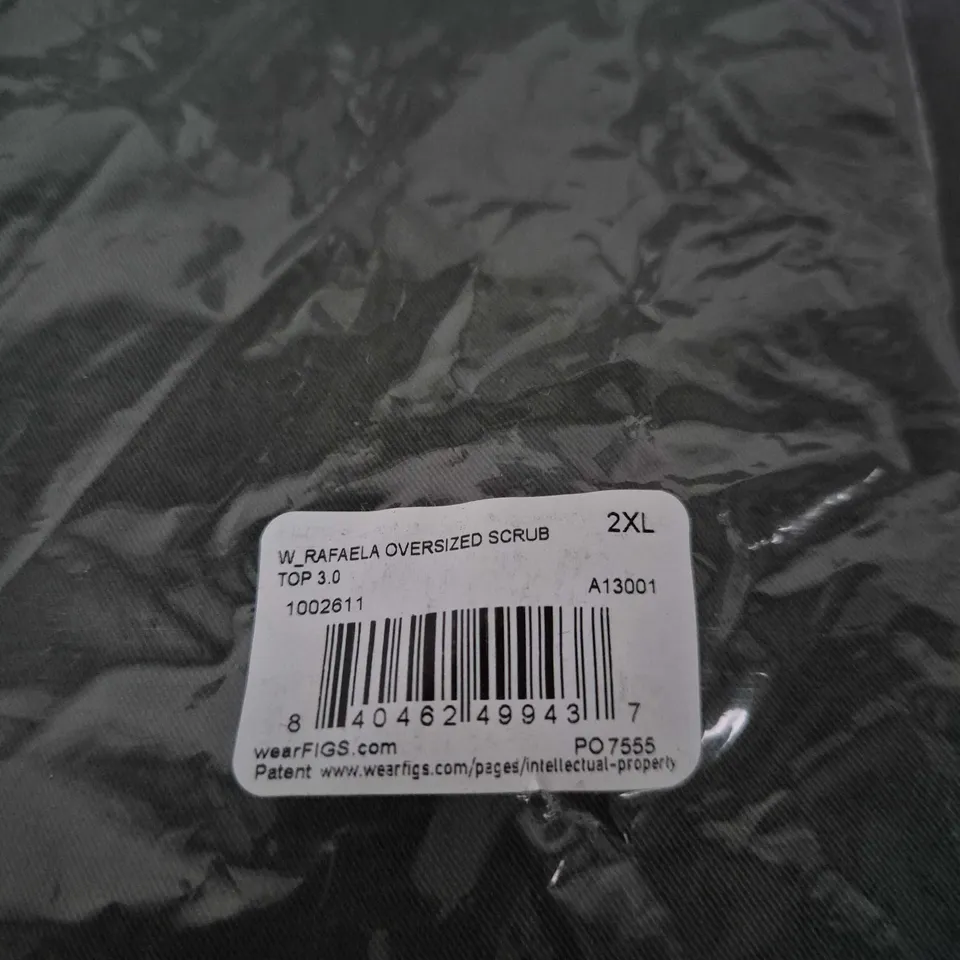 W_RAFAELA OVERSIZED SCRUB 2XL
TOP 3.0
1002611 A13001
8 40462 49943 7
wearFIGS.com PO7555
Patent www.wearfigs.com/pages/intellectual-property